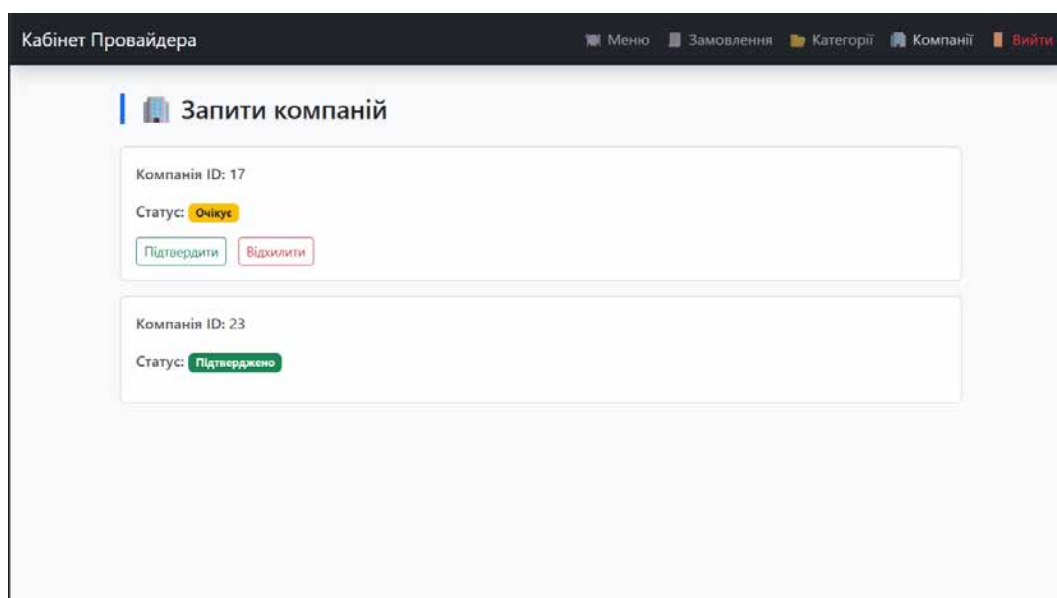 Кабінет Провайдера
Меню Замовлення Категорії Компанії Вийти
Запити компаній
Компанія ID: 17
Статус: Очікує
Підтвердити Відхилити
Компанія ID: 23
Статус: Підтверджено